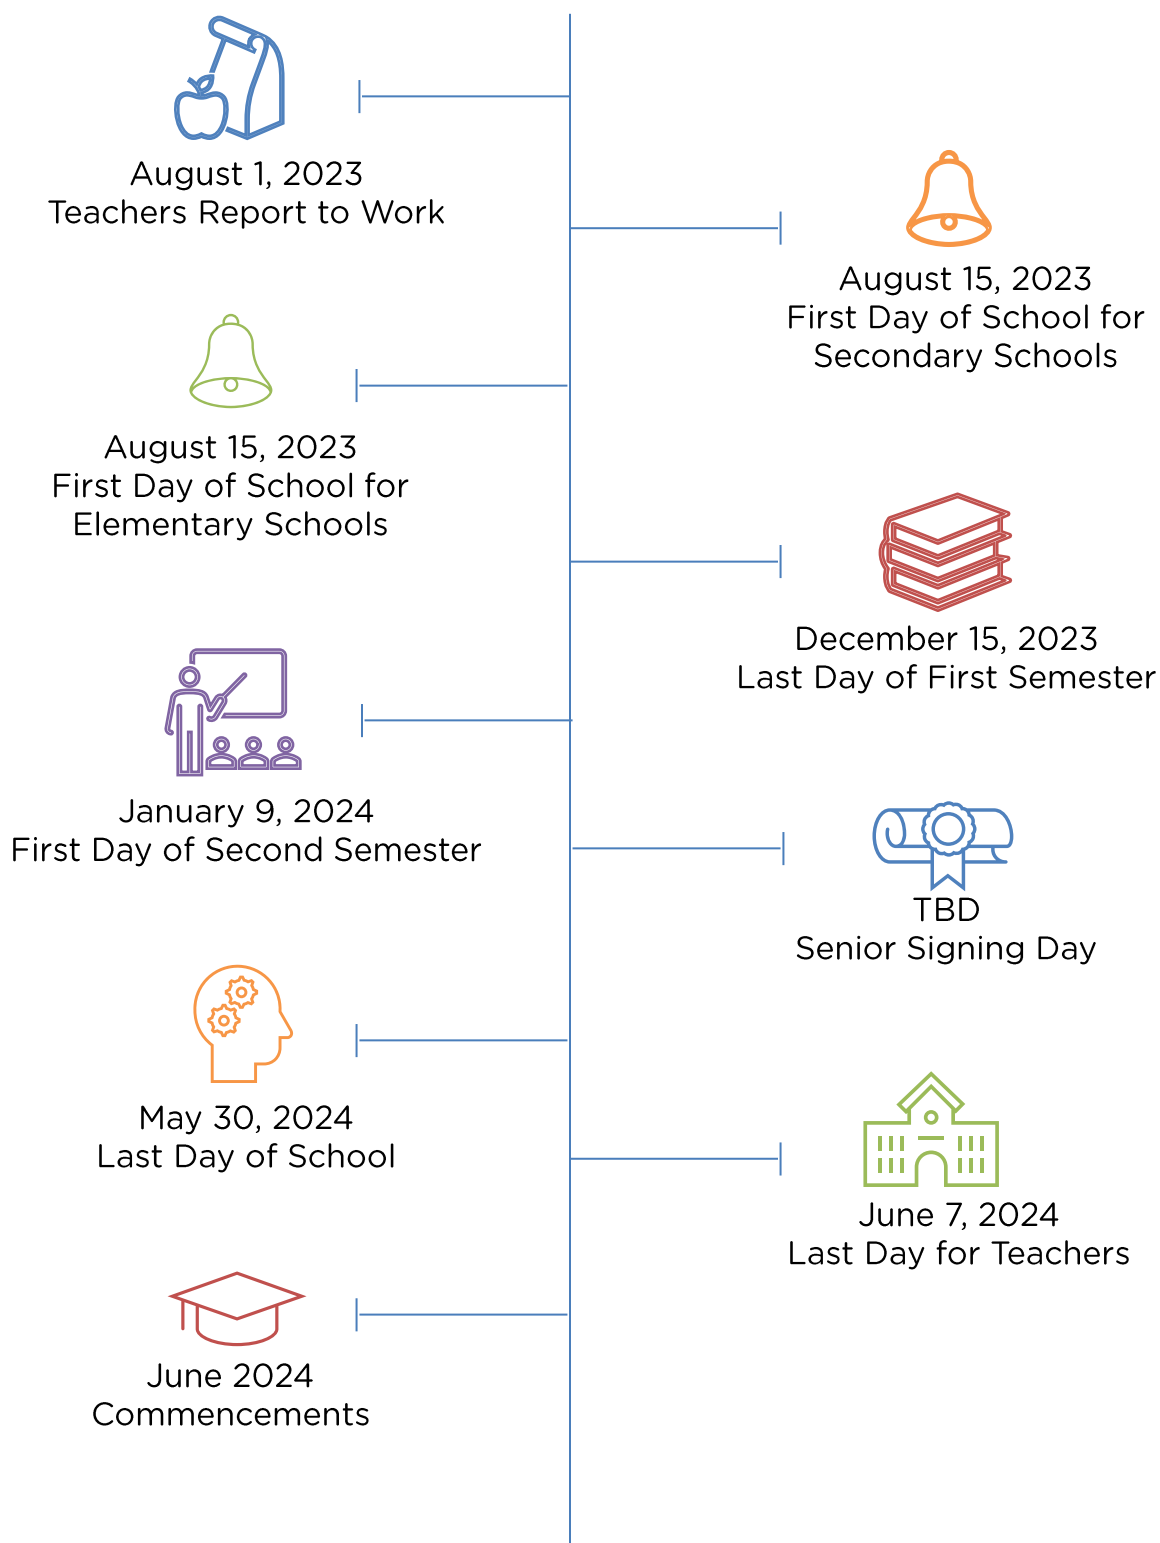 August 1, 2023
Teachers Report to Work
August 15, 2023
First Day of School for
Secondary Schools
August 15, 2023
First Day of School for
Elementary Schools
December 15, 2023
Last Day of First Semester
January 9, 2024
First Day of Second Semester
TBD
Senior Signing Day
May 30, 2024
Last Day of School
June 7, 2024
Last Day for Teachers
June 2024
Commencements